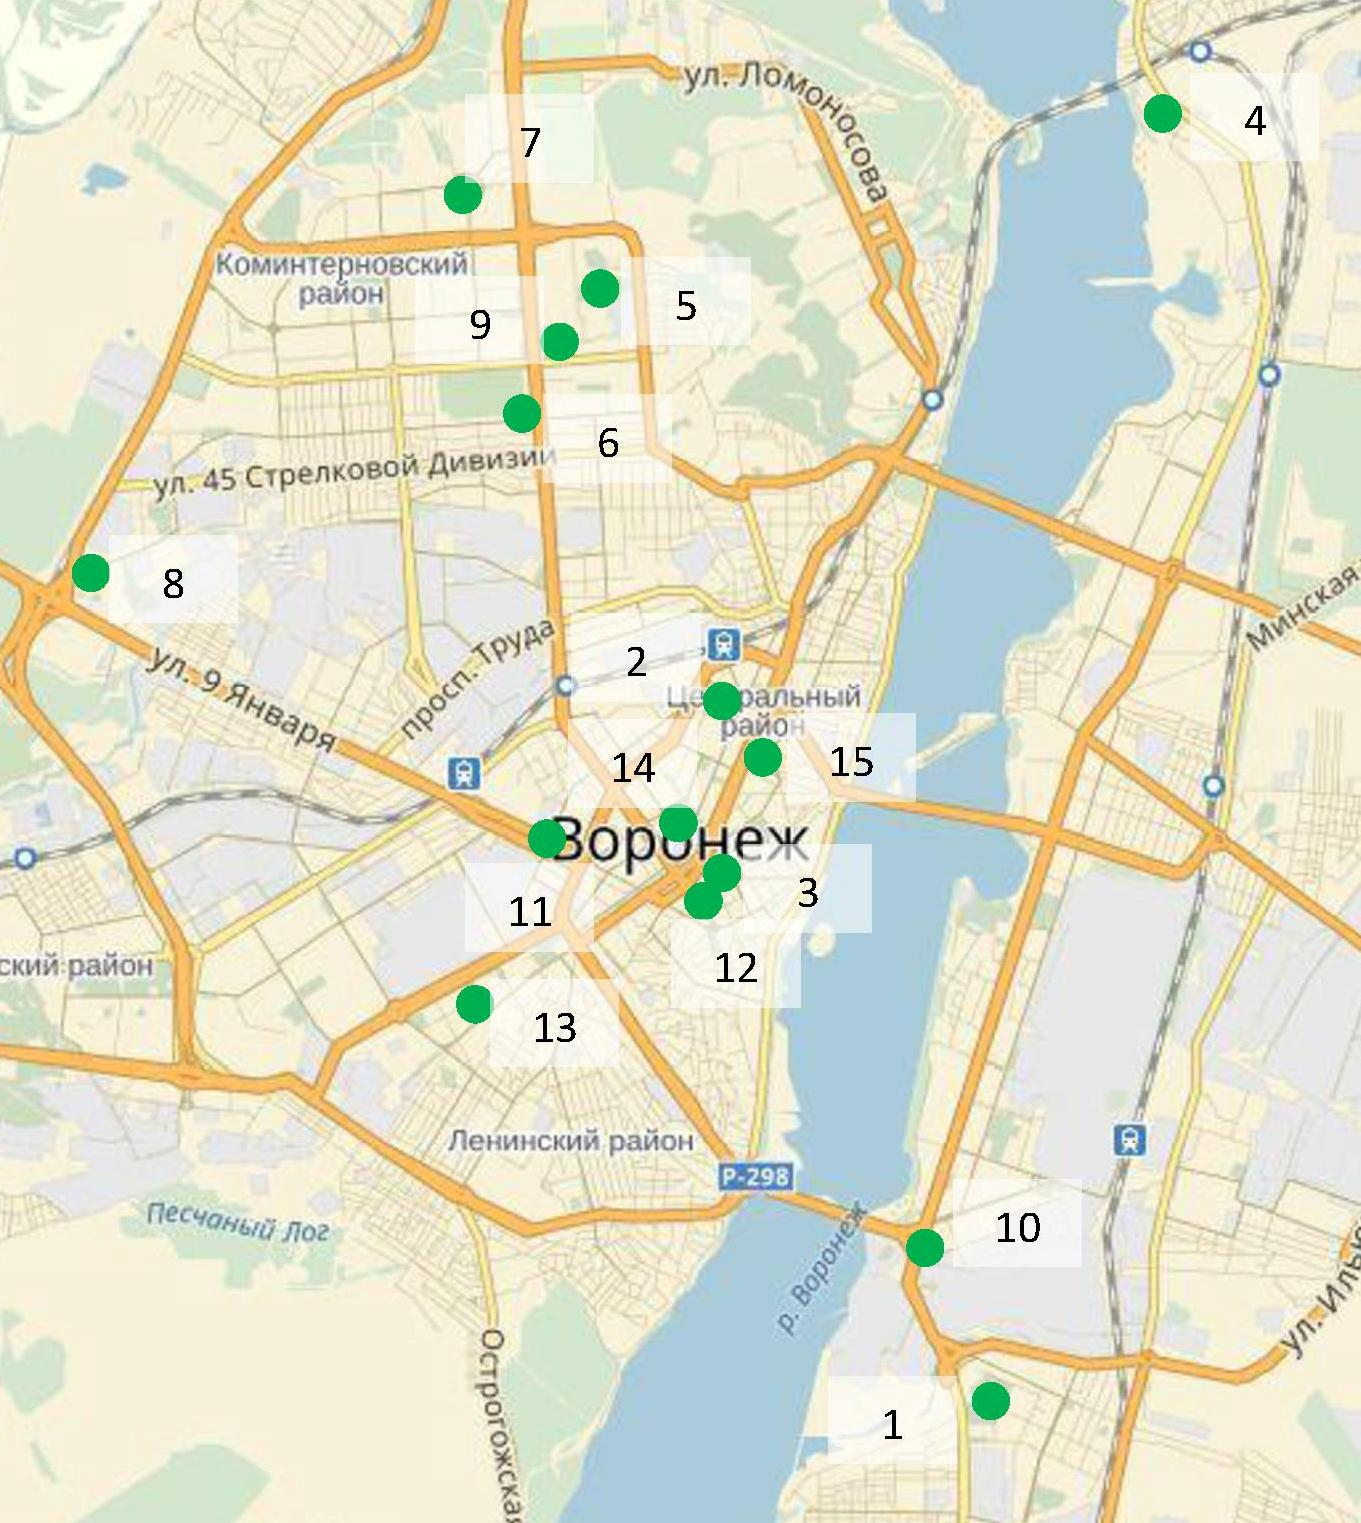 ул. Ломоносова
4
7
Коминтерновский
район
5
9
6
ул. 45 Стрелковой Дивизии
8
Минская
просп. Труда
2
ул. 9 Января
Центральный
район
14
15
Воронеж
3
11
12
ский район
13
Ленинский район
Р-298
Песчаный Лог
р. Воронеж
10
ул. Илью
Острогожская
1